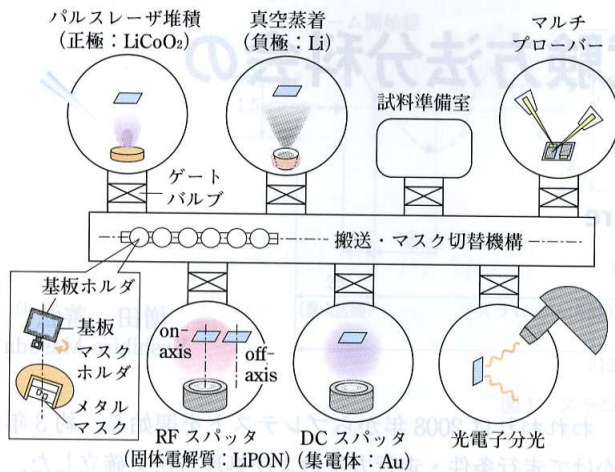 パルスレーザ堆積
(正極：LiCoO₂)
真空蒸着
(負極：Li)
マルチ
プローバー
試料準備室
ゲート
バルブ
搬送・マスク切替機構
基板ホルダ
基板
マスク
ホルダ
メタル
マスク
on-
axis
off-
axis
RF スパッタ
(固体電解質：LiPON)
DC スパッタ
(集電体：Au)
光電子分光